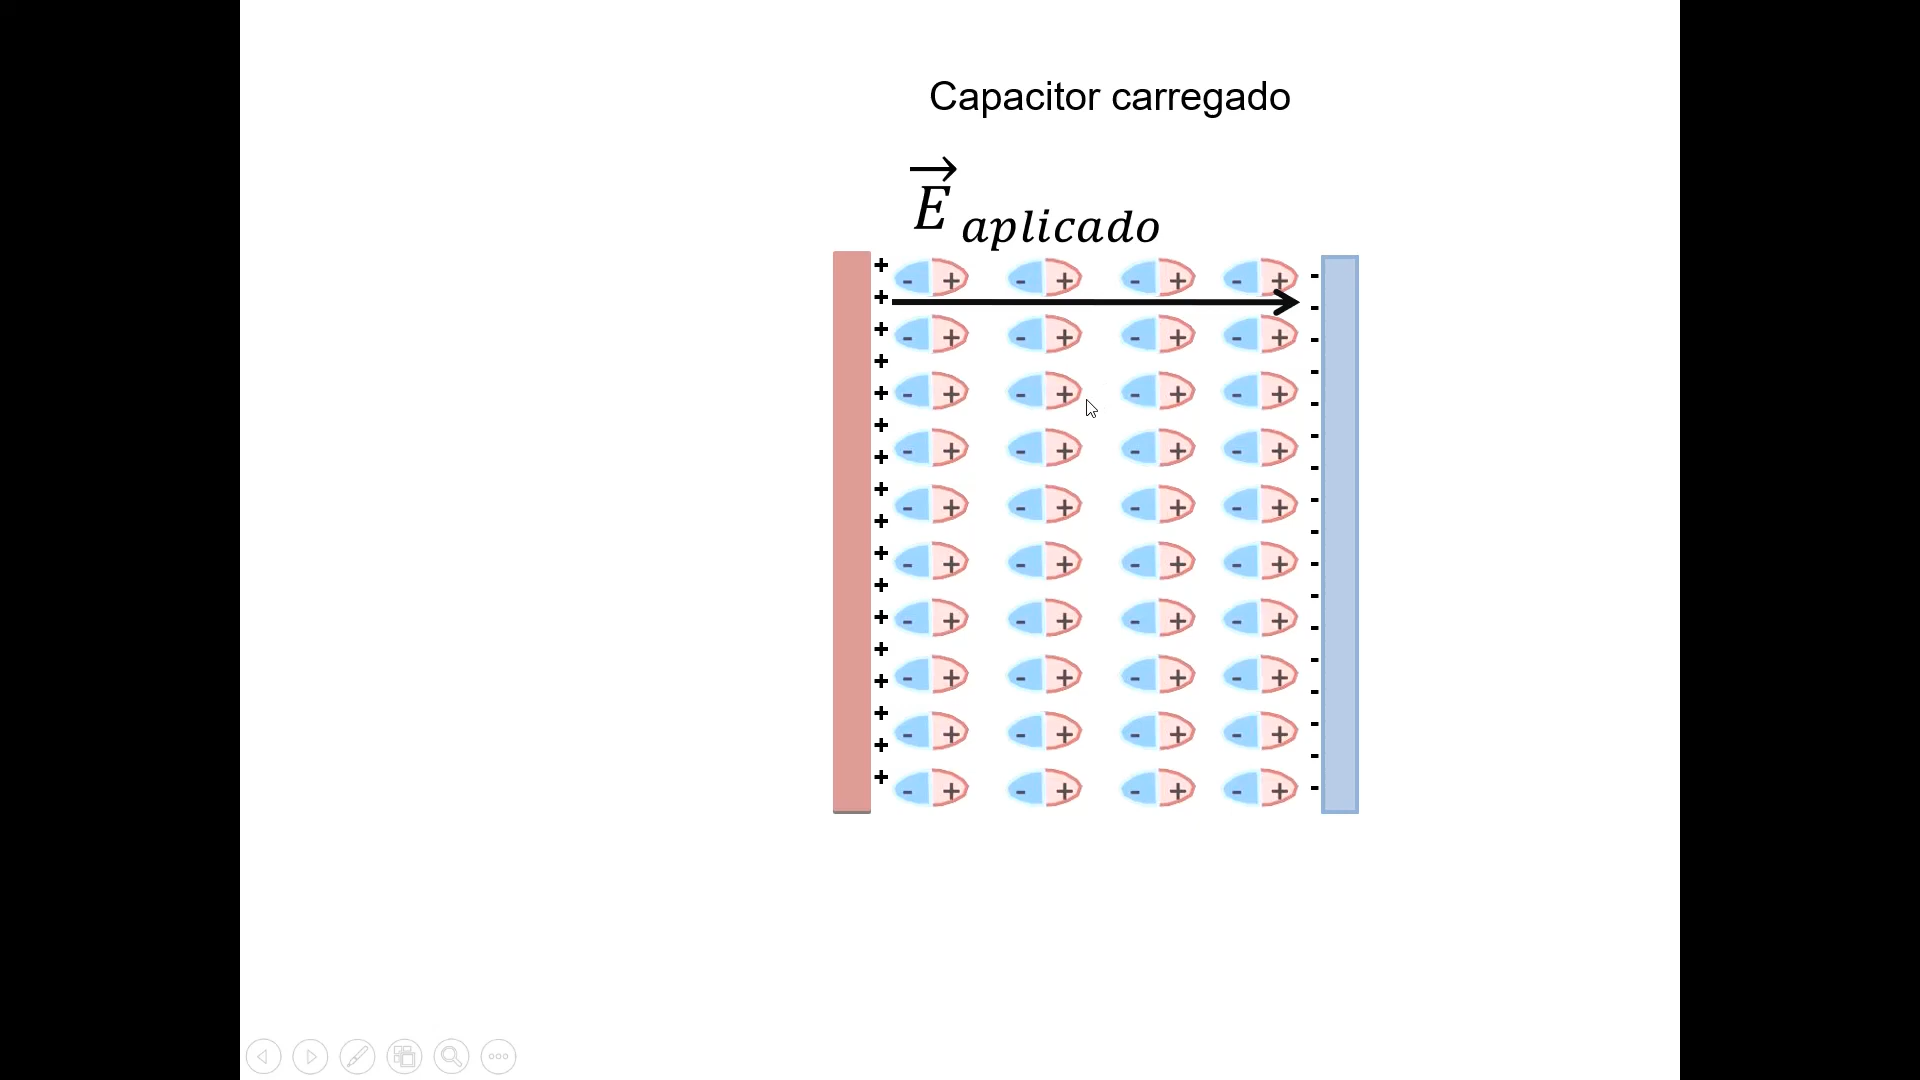 Capacitor carregado
E aplicado
+ - + - + - + - + -
+ -
+ - + - + - + - + -
+ -
+ - + - + - + - + -
+ -
+ - + - + - + - + -
+ -
+ - + - + - + - + -
+ - + - + - + - + -
+ -
+ - + - + - + - + -
+ -
+ - + - + - + - + -
+ - + - + - + - + -
+ - + - + - + - + -